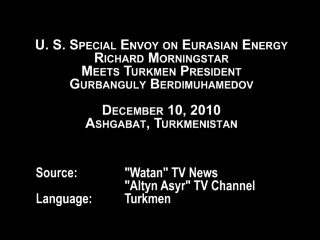 U. S. Special Envoy on Eurasian Energy
Richard Morningstar
Meets Turkmen President
Gurbanguly Berdimuhamedov
December 10, 2010
Ashgabat, Turkmenistan
Source: "Watan" TV News
"Altyn Asyr" TV Channel
Language: Turkmen